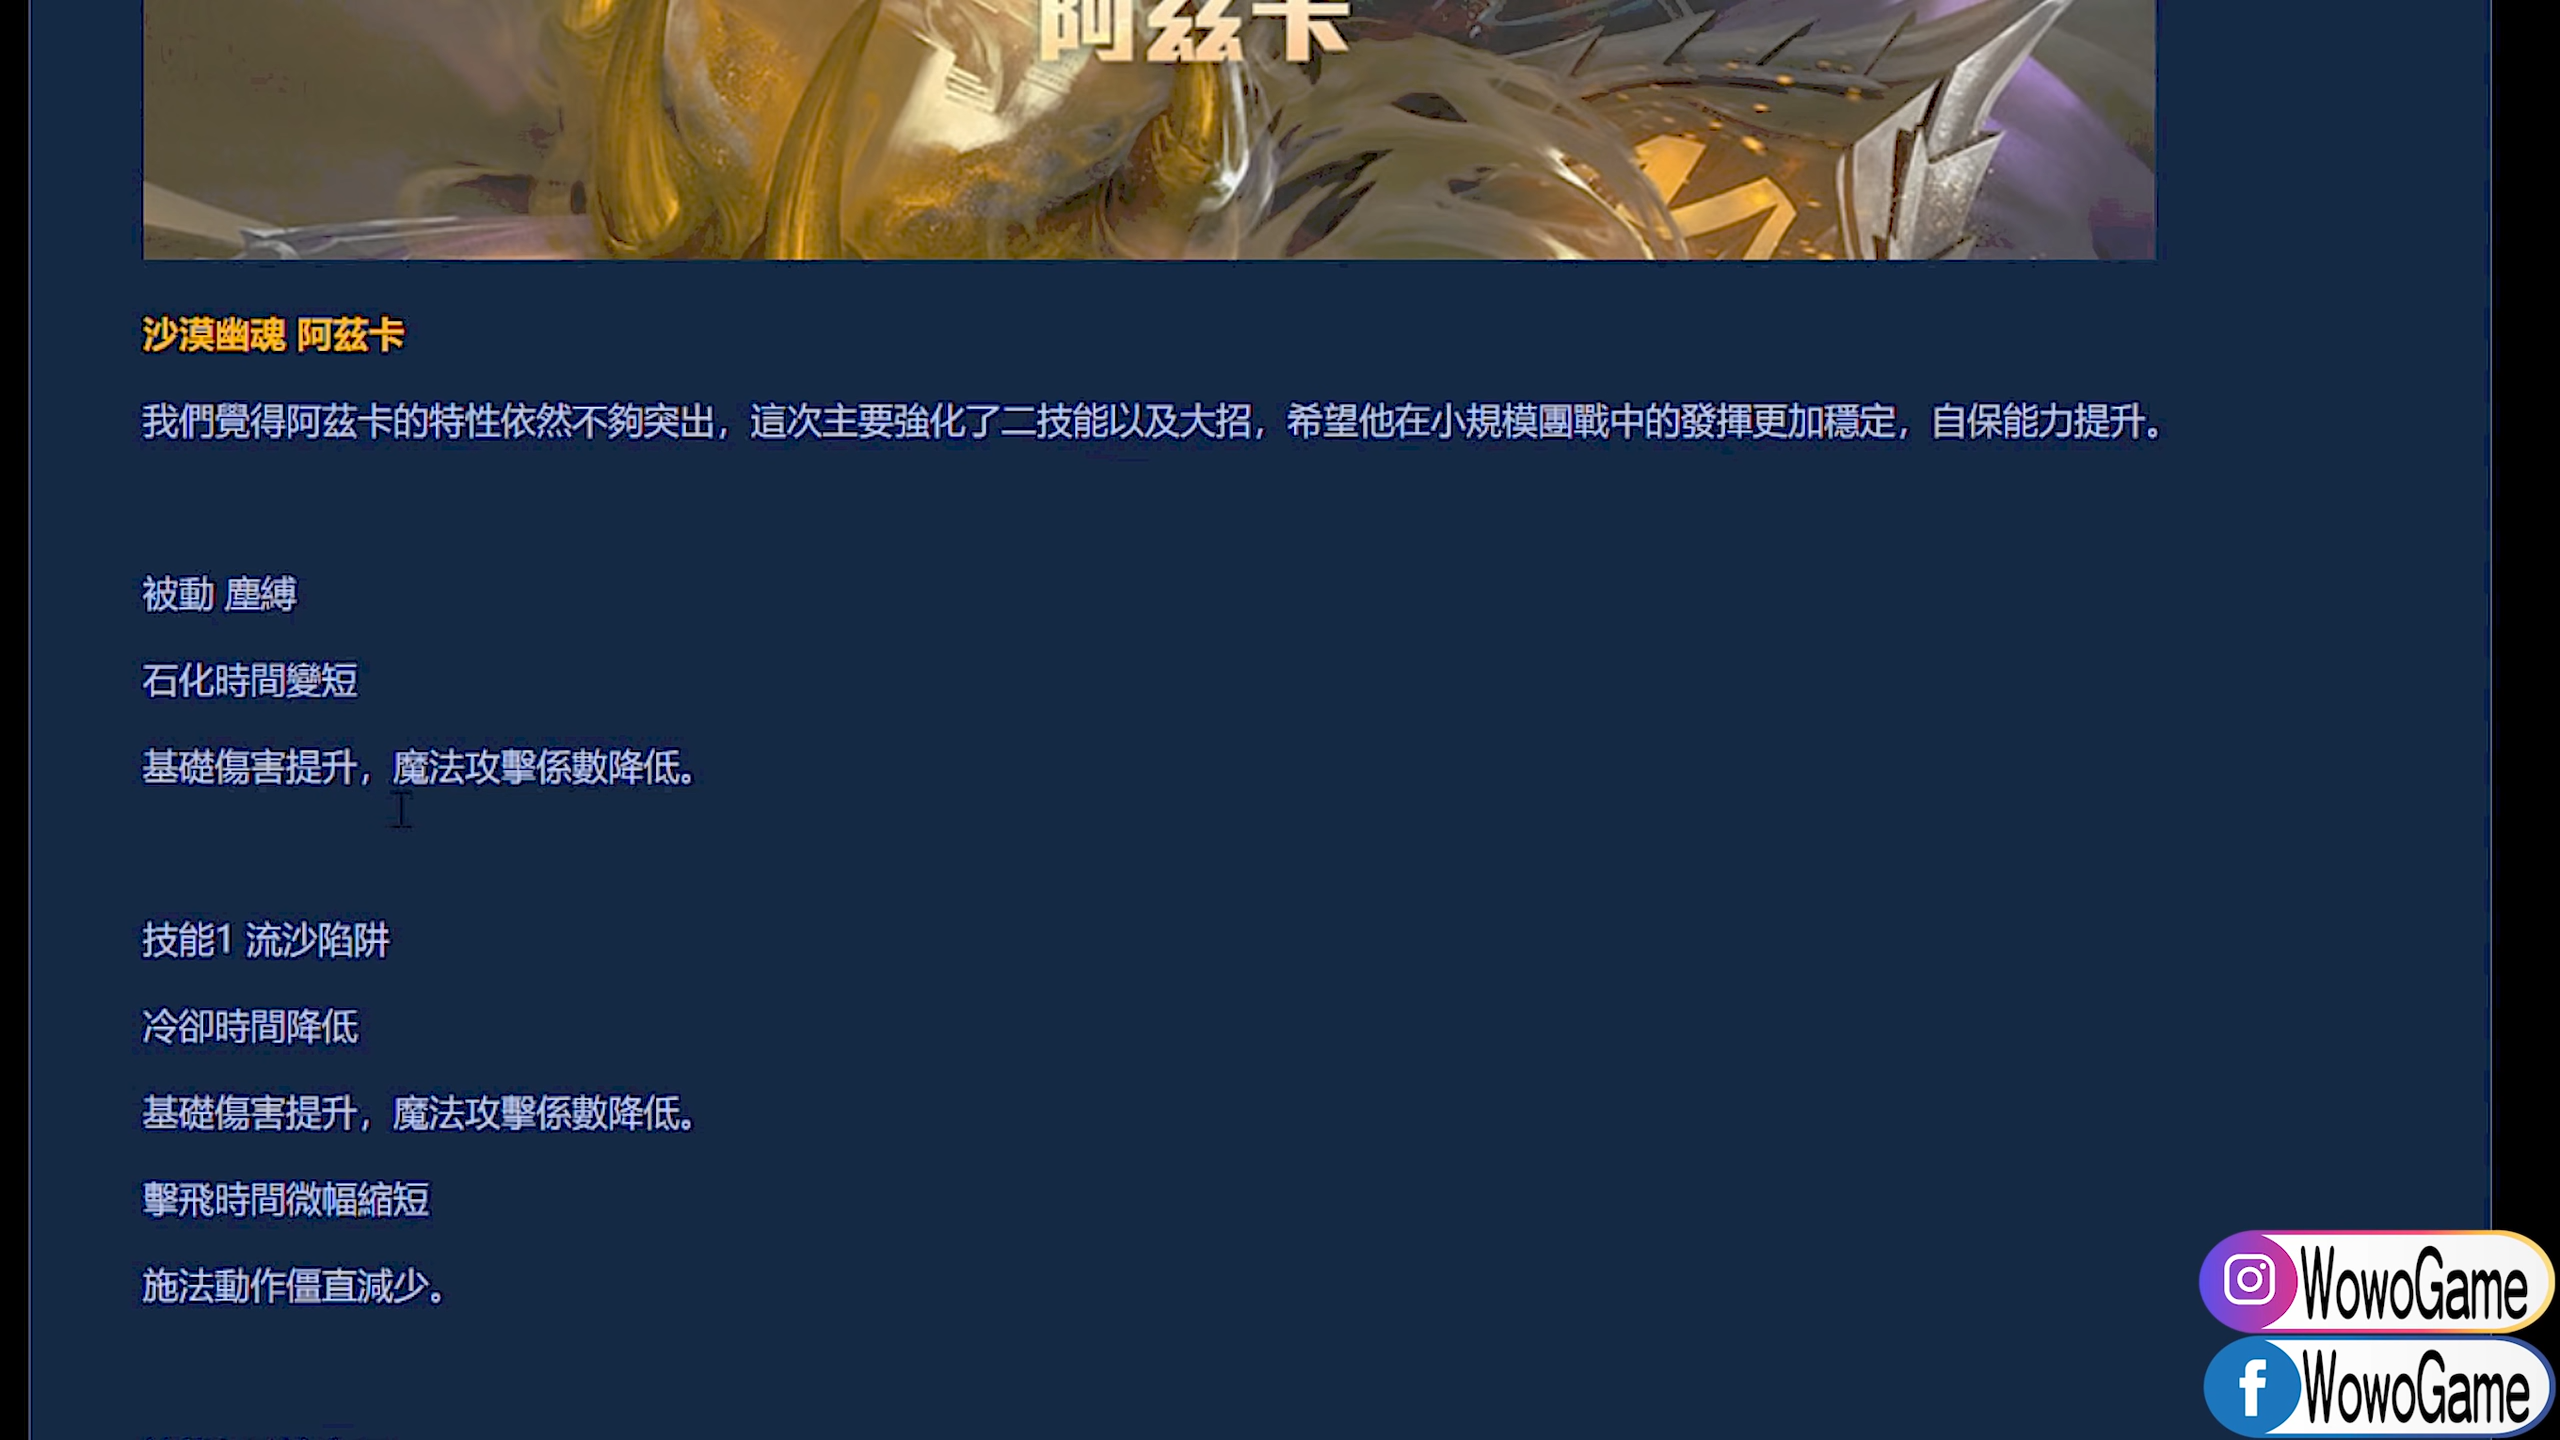 阿茲卡
沙漠幽魂 阿茲卡
我們覺得阿茲卡的特性依然不夠突出，這次主要強化了二技能以及大招，希望他在小規模團戰中的發揮更加穩定，自保能力提升。
被動 塵縛
石化時間變短
基礎傷害提升，魔法攻擊係數降低。
技能1 流沙陷阱
冷卻時間降低
基礎傷害提升，魔法攻擊係數降低。
擊飛時間微幅縮短
施法動作僵直減少。
WowoGame
WowoGame